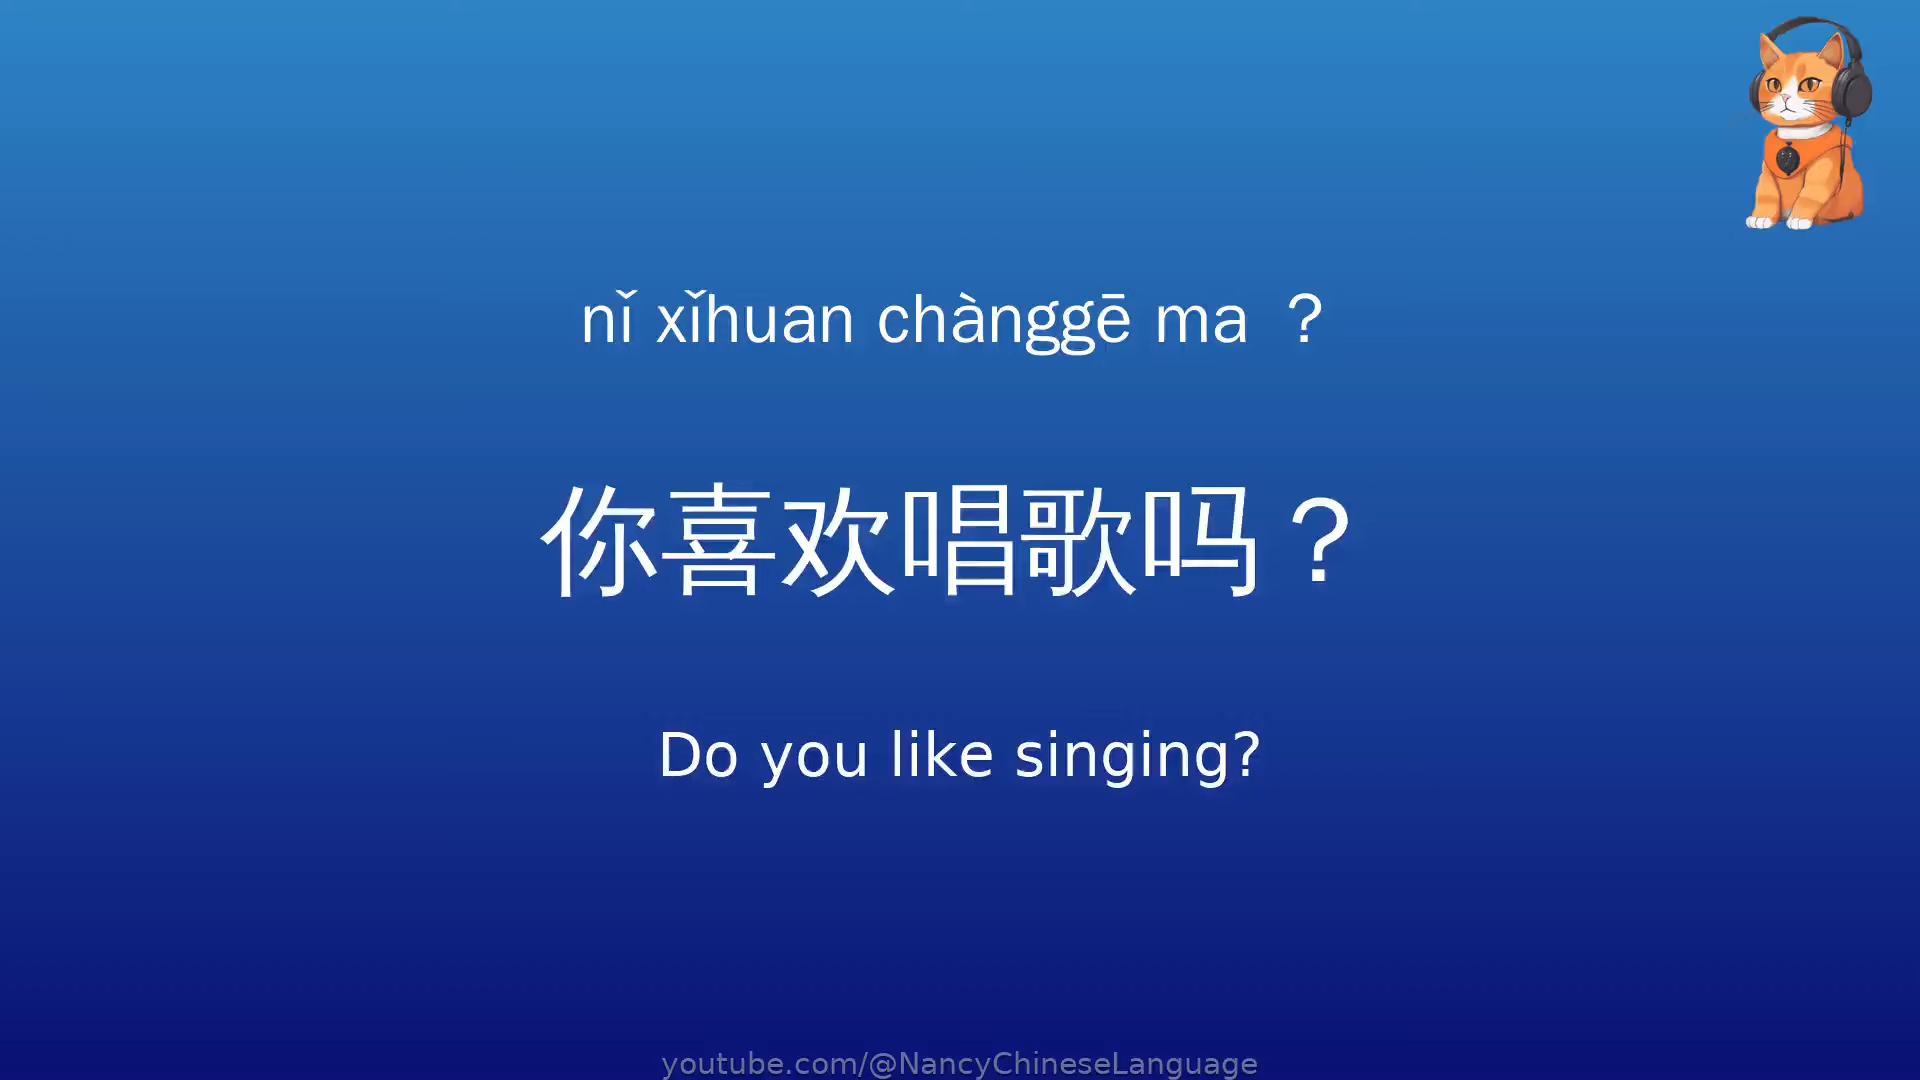 nǐ xǐhuan chànggē ma ？
你喜欢唱歌吗？
Do you like singing?
youtube.com/@NancyChineseLanguage